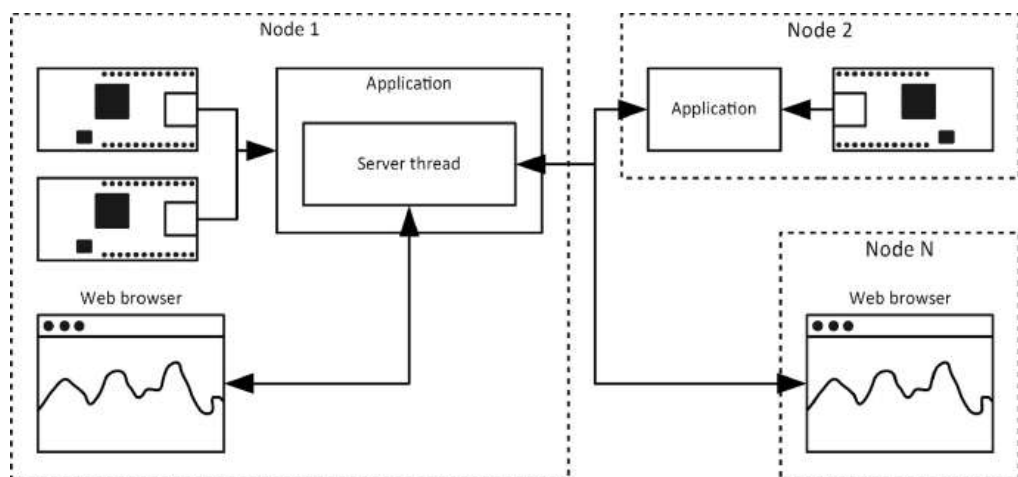 Node 1
Application
Server thread
Web browser
Node 2
Application
Node N
Web browser